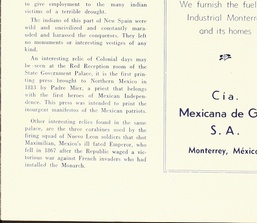 to give employment to the many indian
victims of a terrible drought.
The indians of this part of New Spain were
wild and uncivilized and constantly marau-
ded and harassed the conquerors. They left
no monuments or interesting vestiges of any
kind.
An interesting relic of Colonial days may
be seen at the Red Reception room of the
State Government Palace, it is the first prin-
ting press brought to Northern Mexico in
1813 by Padre Mier, a priest that belongs
with the first heroes of Mexican Indepen-
dence. This press was intended to print the
insurgent manifestos of the Mexican patriots.
Other interesting relics found in the same
palace, are the three carabines used by the
firing squad of Nuevo Leon soldiers that shot
Maximilian, Mexico's ill fated Emperor, who
fell in 1867 after the Republic waged a vic-
torious war against French invaders who had
installed the Monarch.
We furnish the fuel
Industrial Monterr
and its homes.
Cía.
Mexicana de G
S. A.
Monterrey, México